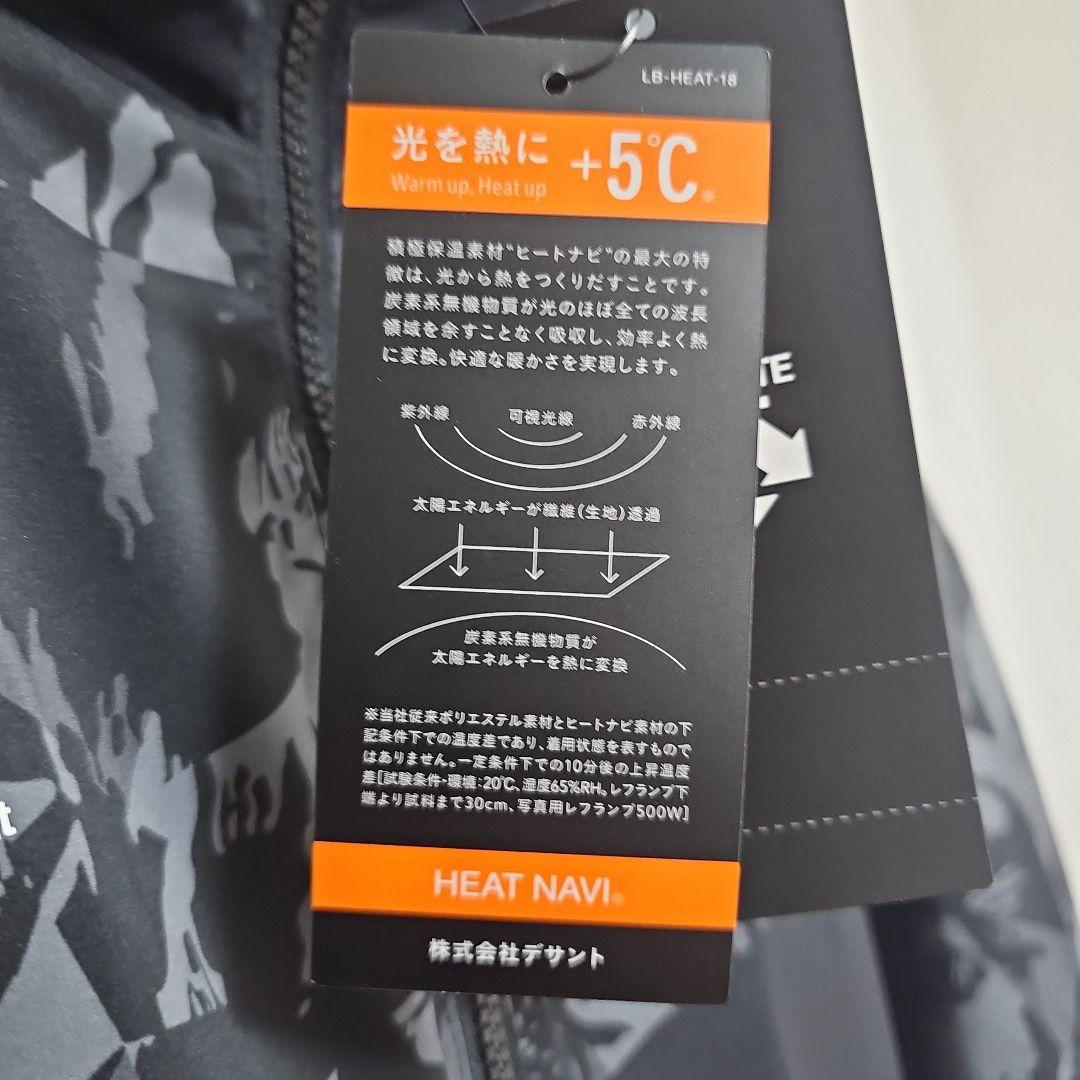 LB-HEAT-18
光を熱に +5℃※
Warm up, Heat up
積極保温素材"ヒートナビ"の最大の特
徴は、光から熱をつくりだすことです。
炭素系無機物質が光のほぼ全ての波長
領域を余すことなく吸収し、効率よく熱
に変換。快適な暖かさを実現します。
紫外線 可視光線 赤外線
太陽エネルギーが繊維(生地)透過
炭素系無機物質が
太陽エネルギーを熱に変換
※当社従来ポリエステル素材とヒートナビ素材の下
記条件下での温度差であり、着用状態を表すもので
はありません。一定条件下での10分後の上昇温度
差[試験条件・環境:20℃、湿度65%RH、レフランプ下
端より試料まで30cm、写真用レフランプ500W]
HEAT NAVI®
株式会社デサント
TE
t